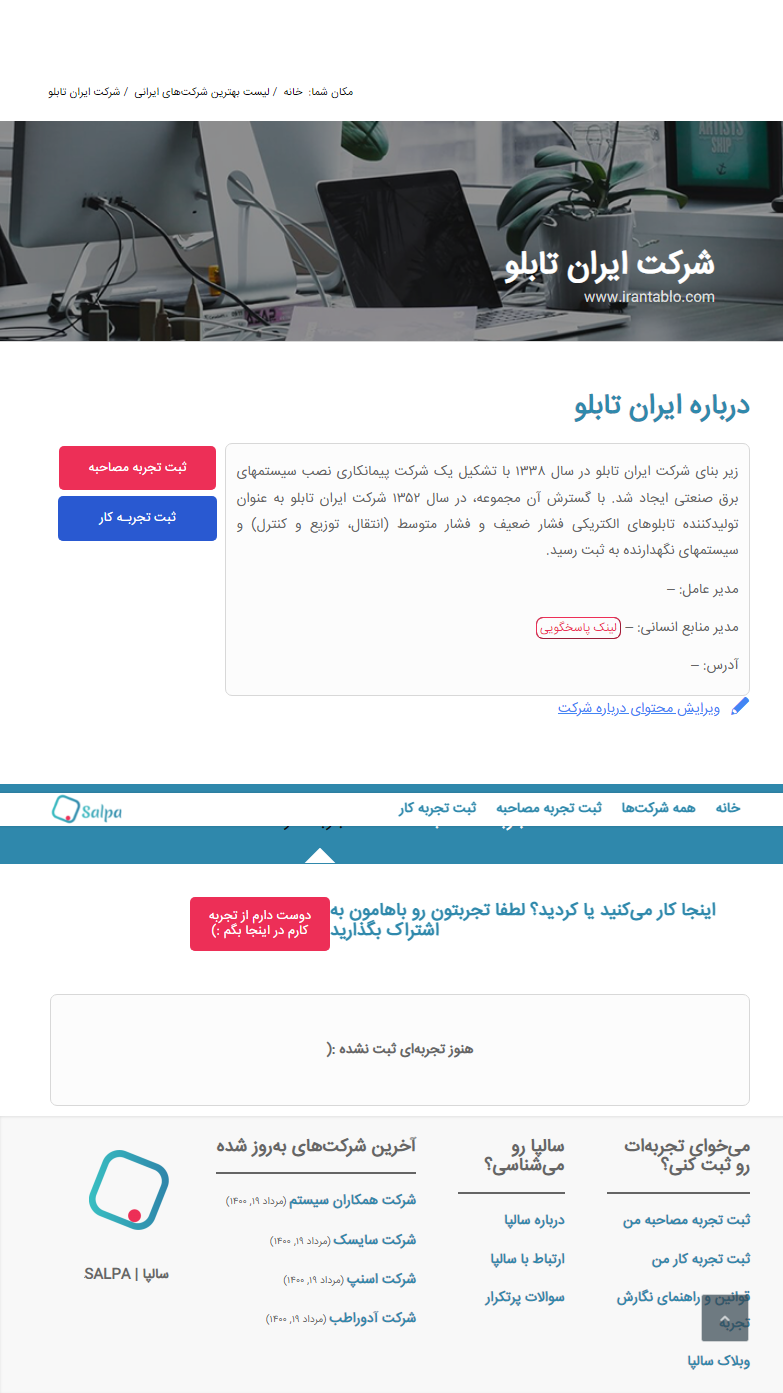 مکان شما: خانه / لیست بهترین شرکت‌های ایرانی / شرکت ایران تابلو
ARTISTS
SHIP
شرکت ایران تابلو
www.irantablo.com
درباره ایران تابلو
زیر بنای شرکت ایران تابلو در سال ۱۳۳۸ با تشکیل یک شرکت پیمانکاری نصب سیستمهای
برق صنعتی ایجاد شد. با گسترش آن مجموعه، در سال ۱۳۵۲ شرکت ایران تابلو به عنوان
تولیدکننده تابلوهای الکتریکی فشار ضعیف و فشار متوسط (انتقال، توزیع و کنترل) و
سیستمهای نگهدارنده به ثبت رسید.
مدیر عامل: –
مدیر منابع انسانی: – لینک پاسخگویی
آدرس: –
ثبت تجربه مصاحبه
ثبت تجربـه کار
ویرایش محتوای درباره شرکت
خانه
همه شرکت‌ها
ثبت تجربه مصاحبه
ثبت تجربه کار
Salpa
اینجا کار می‌کنید یا کردید؟ لطفا تجربتون رو باهامون به
اشتراک بگذارید
دوست دارم از تجربه
کارم در اینجا بگم :)
هنوز تجربه‌ای ثبت نشده :(
می‌خوای تجربه‌ات
رو ثبت کنی؟
ثبت تجربه مصاحبه من
ثبت تجربه کار من
قوانین و راهنمای نگارش
تجربه
وبلاک سالپا
سالپا رو
می‌شناسی؟
درباره سالپا
ارتباط با سالپا
سوالات پرتکرار
آخرین شرکت‌های به‌روز شده
شرکت همکاران سیستم (مرداد ۱۹, ۱۴۰۰)
شرکت سایسک (مرداد ۱۹, ۱۴۰۰)
شرکت اسنپ (مرداد ۱۹, ۱۴۰۰)
شرکت آدوراطب (مرداد ۱۹, ۱۴۰۰)
سالپا | SALPA